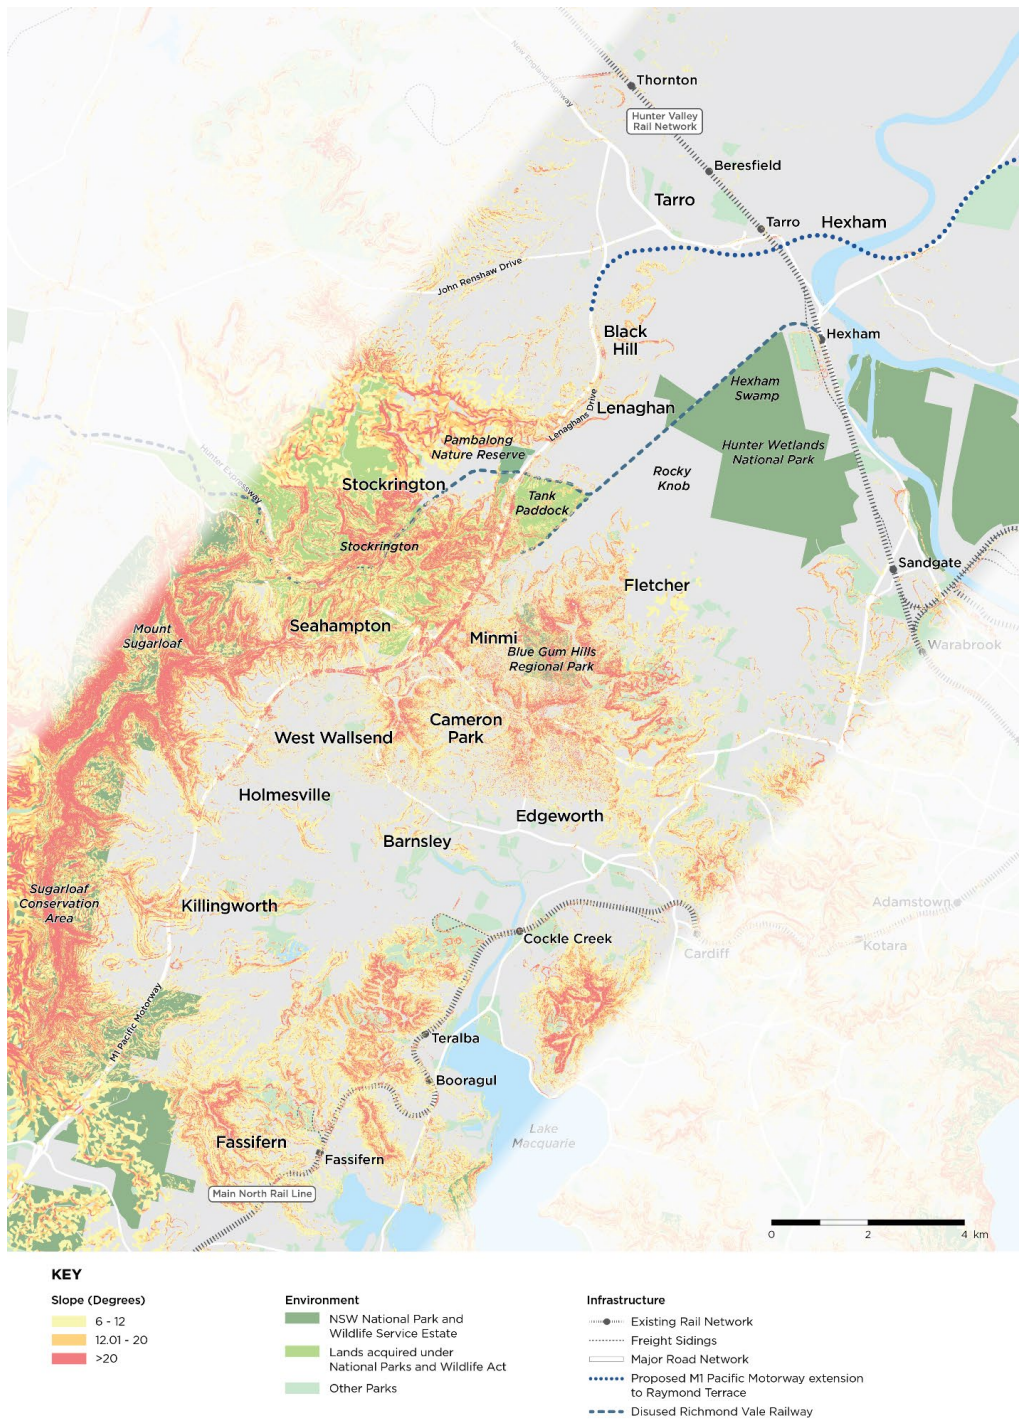 New England Highway
Thornton
Hunter Valley
Rail Network
Beresfield
Tarro
Tarro
Hexham
John Renshaw Drive
Black
Hill
Hexham
Hexham
Swamp
Lenaghans Drive
Lenaghan
Pambalong
Nature Reserve
Hunter Wetlands
National Park
Hunter Expressway
Stockrington
Rocky
Knob
Tank
Paddock
Stockrington
Sandgate
Fletcher
Mount
Sugarloaf
Seahampton
Minmi
Blue Gum Hills
Regional Park
Warabrook
West Wallsend
Cameron
Park
Holmesville
Edgeworth
Barnsley
Sugarloaf
Conservation
Area
Killingworth
Adamstown
Cockle Creek
Cardiff
Kotara
M1 Pacific Motorway
Teralba
Booragul
Lake
Macquarie
Fassifern
Fassifern
Main North Rail Line
0 2 4 km
KEY
Slope (Degrees)
6 - 12
12.01 - 20
>20
Environment
NSW National Park and
Wildlife Service Estate
Lands acquired under
National Parks and Wildlife Act
Other Parks
Infrastructure
Existing Rail Network
Freight Sidings
Major Road Network
Proposed M1 Pacific Motorway extension
to Raymond Terrace
Disused Richmond Vale Railway